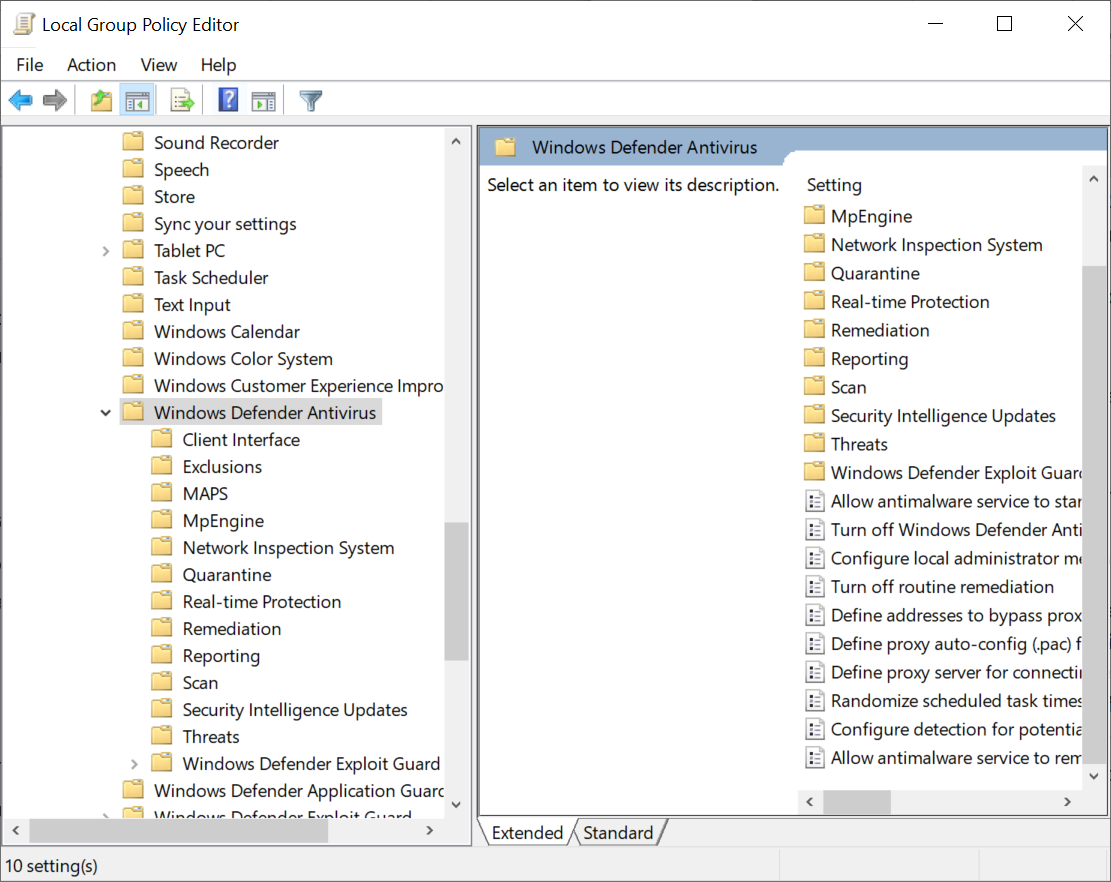 Local Group Policy Editor
File Action View Help
Sound Recorder
Speech
Store
Sync your settings
Tablet PC
Task Scheduler
Text Input
Windows Calendar
Windows Color System
Windows Customer Experience Impro
Windows Defender Antivirus
Client Interface
Exclusions
MAPS
MpEngine
Network Inspection System
Quarantine
Real-time Protection
Remediation
Reporting
Scan
Security Intelligence Updates
Threats
Windows Defender Exploit Guard
Windows Defender Application Guard
Windows Defender Exploit Guard
Windows Defender Antivirus
Select an item to view its description.
Setting
MpEngine
Network Inspection System
Quarantine
Real-time Protection
Remediation
Reporting
Scan
Security Intelligence Updates
Threats
Windows Defender Exploit Guard
Allow antimalware service to star
Turn off Windows Defender Anti
Configure local administrator me
Turn off routine remediation
Define addresses to bypass prox
Define proxy auto-config (.pac) f
Define proxy server for connectin
Randomize scheduled task times
Configure detection for potentia
Allow antimalware service to rem
Extended Standard
10 setting(s)